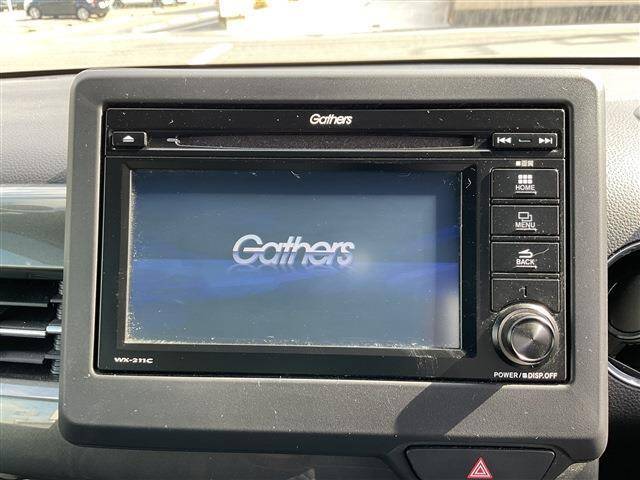 Gathers
HOME
MENU
BACK
Gathers
WX-211C
POWER/ DISP.OFF